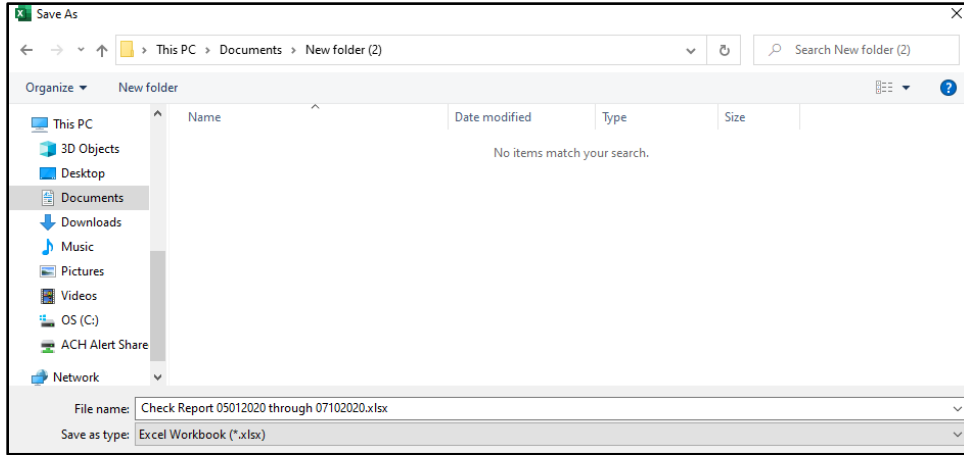 Save As
This PC > Documents > New folder (2)
Search New folder (2)
Organize
New folder
?
Name
Date modified
Type
Size
No items match your search.
This PC
3D Objects
Desktop
Documents
Downloads
Music
Pictures
Videos
OS (C:)
ACH Alert Share
Network
File name: Check Report 05012020 through 07102020.xlsx
Save as type: Excel Workbook (*.xlsx)